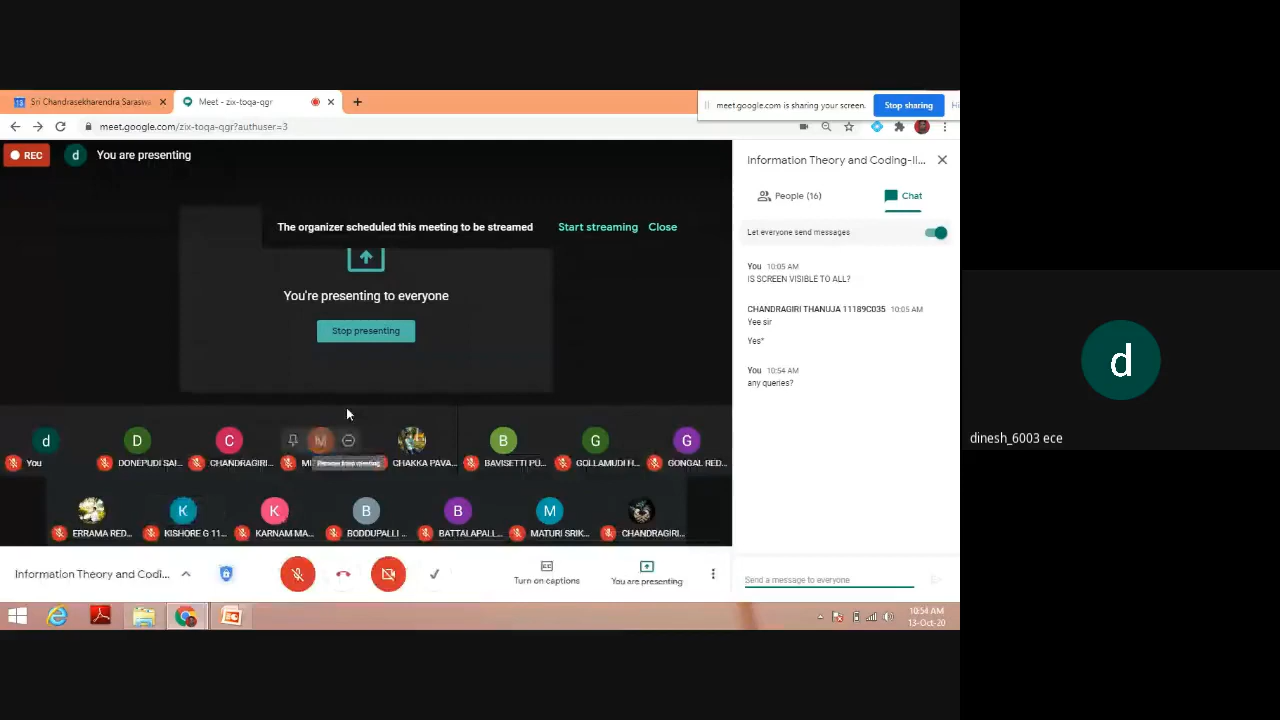 Sri Chandrasekharendra Saraswa
Meet - zix-toqa-qgr
meet.google.com is sharing your screen.
Stop sharing
Hi
meet.google.com/zix-toqa-qgr?authuser=3
REC
d
You are presenting
Information Theory and Coding-II...
People (16)
Chat
The organizer scheduled this meeting to be streamed
Start streaming
Close
Let everyone send messages
You 10:05 AM
IS SCREEN VISIBLE TO ALL?
You're presenting to everyone
CHANDRAGIRI THANUJA 11189C035 10:05 AM
Yee sir
Stop presenting
Yes*
You 10:54 AM
any queries?
d
dinesh_6003 ece
d
D
C
M
B
G
G
You
DONEPUDI SAI...
CHANDRAGIRI...
Remove from meeting
CHAKKA PAVA...
BAVISETTI PU...
GOLLAMUDI H...
GONGAL RED...
K
K
B
B
M
ERRAMA RED...
KISHORE G 11...
KARNAM MA...
BODDUPALLI ...
BATTALAPALL...
MATURI SRIK...
CHANDRAGIRI...
Information Theory and Codi...
Turn on captions
You are presenting
Send a message to everyone
10:54 AM
13-Oct-20